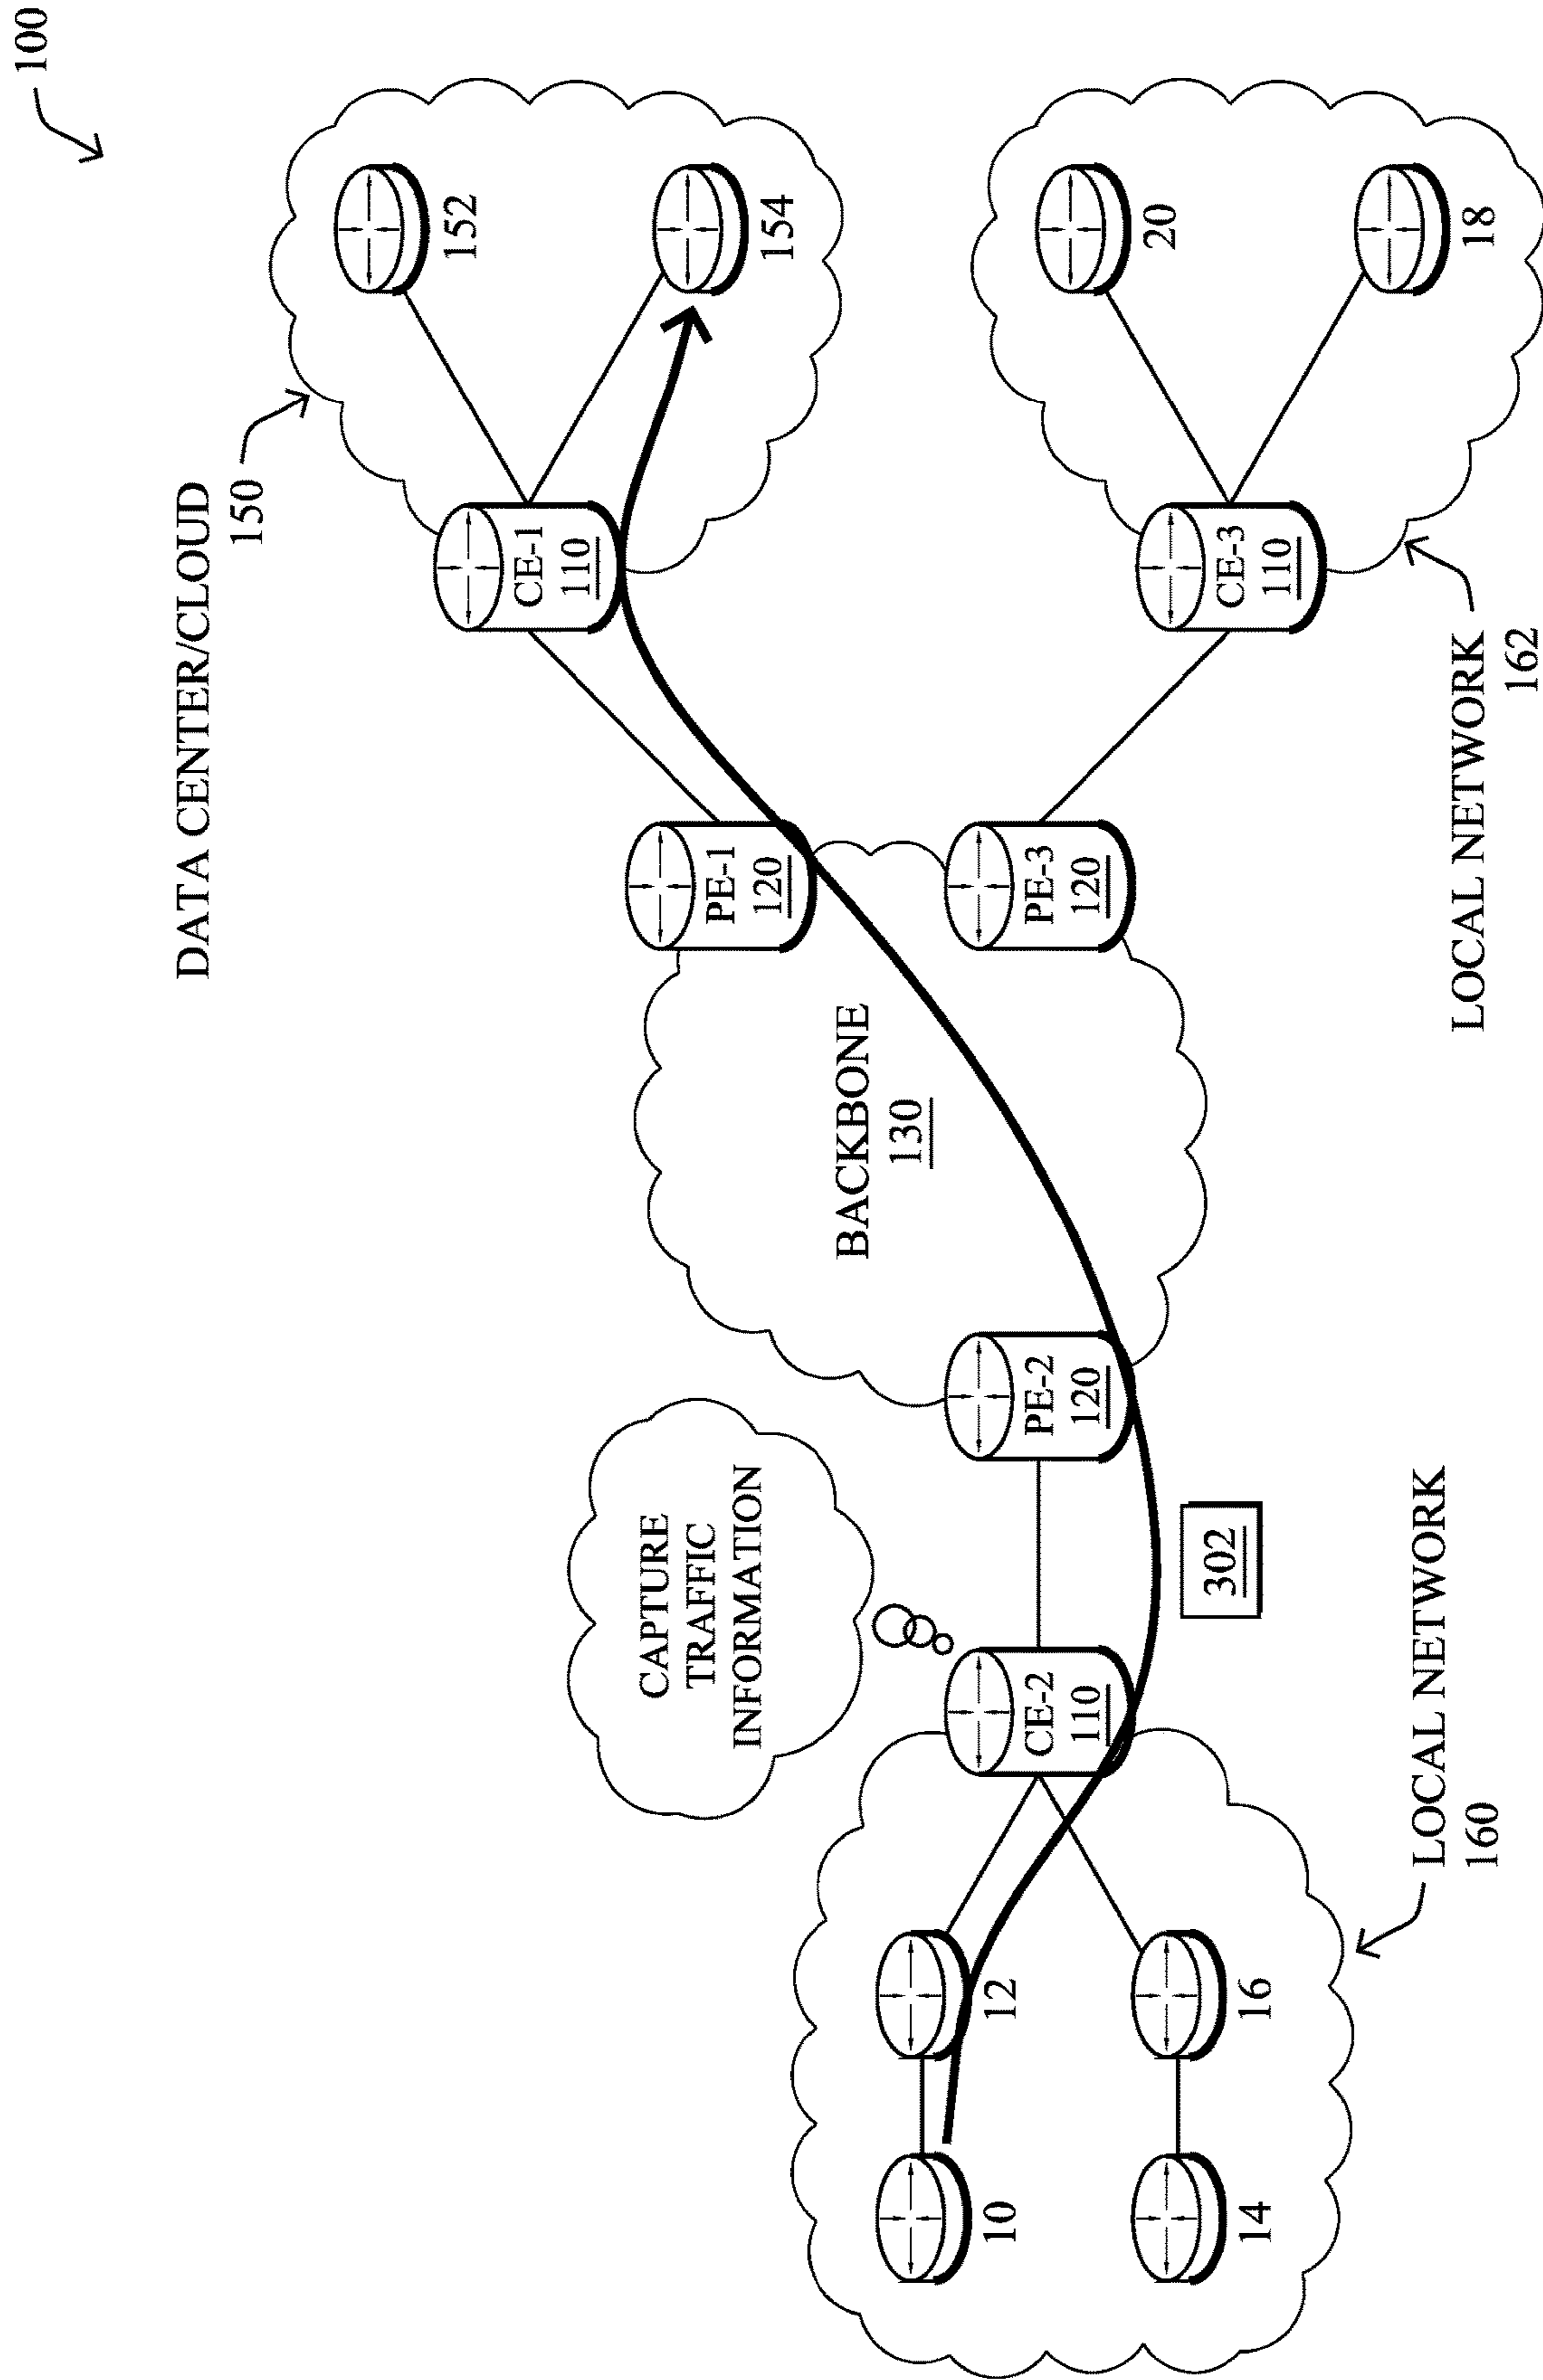 100
DATA CENTER/CLOUD
150
152
154
CE-1
110
PE-1
120
BACKBONE
130
PE-3
120
CE-3
110
20
18
LOCAL NETWORK
162
CAPTURE
TRAFFIC
INFORMATION
PE-2
120
302
CE-2
110
10
12
14
16
LOCAL NETWORK
160